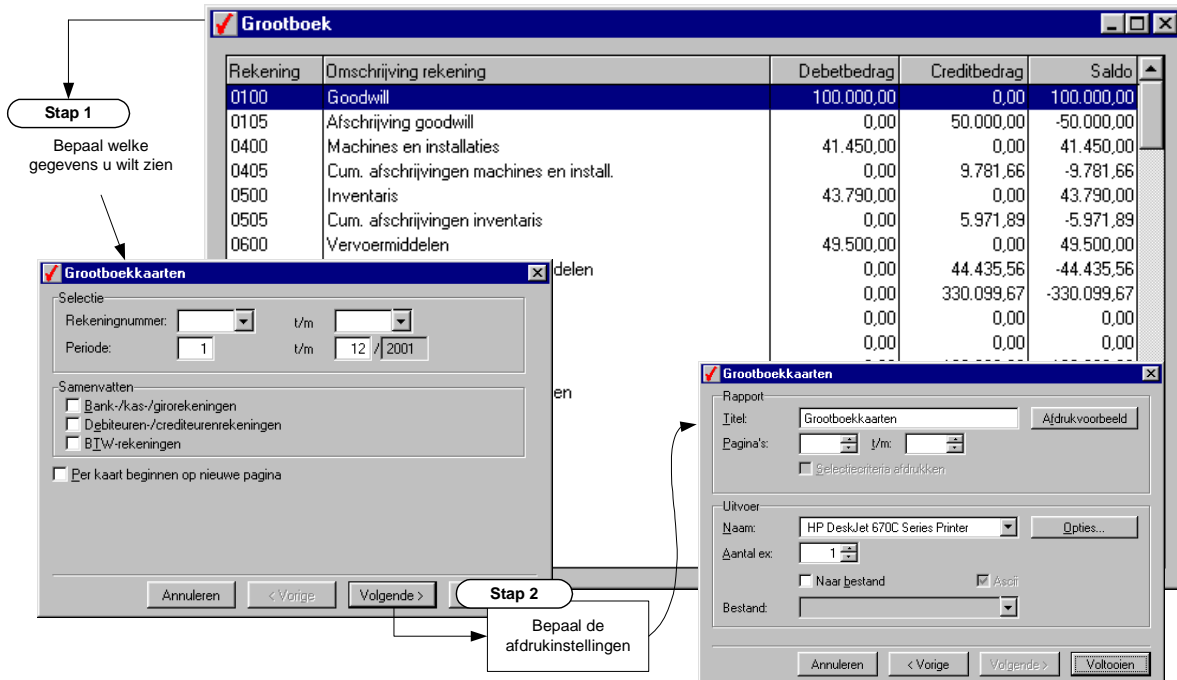 Grootboek
Rekening Omschrijving rekening Debetbedrag Creditbedrag Saldo
0100 Goodwill 100.000,00 0,00 100.000,00
0105 Afschrijving goodwill 0,00 50.000,00 -50.000,00
0400 Machines en installaties 41.450,00 0,00 41.450,00
0405 Cum. afschrijvingen machines en install. 0,00 9.781,66 -9.781,66
0500 Inventaris 43.790,00 0,00 43.790,00
0505 Cum. afschrijvingen inventaris 0,00 5.971,89 -5.971,89
0600 Vervoermiddelen 49.500,00 0,00 49.500,00
delen 0,00 44.435,56 -44.435,56
0,00 330.099,67 -330.099,67
0,00 0,00 0,00
0,00 0,00 0,00
en
Stap 1
Bepaal welke
gegevens u wilt zien
Grootboekkaarten
Selectie
Rekeningnummer: t/m
Periode: 1 t/m 12 / 2001
Samenvatten
Bank-/kas-/girorekeningen
Debiteuren-/crediteurenrekeningen
BTW-rekeningen
Per kaart beginnen op nieuwe pagina
Annuleren < Vorige Volgende >
Stap 2
Bepaal de
afdrukinstellingen
Grootboekkaarten
Rapport
Titel: Grootboekkaarten Afdrukvoorbeeld
Pagina's: t/m:
Selectiecriteria afdrukken
Uitvoer
Naam: HP DeskJet 670C Series Printer Opties...
Aantal ex: 1
Naar bestand Ascii
Bestand:
Annuleren < Vorige Volgende > Voltooien